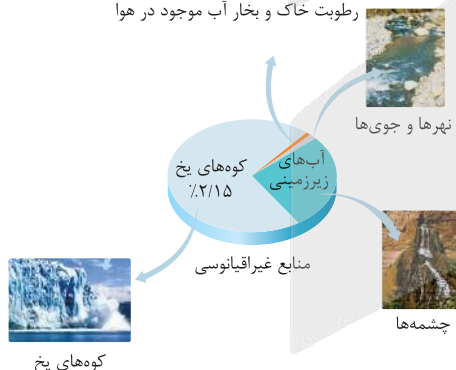 رطوبت خاک و بخار آب موجود در هوا
نهرها و جوی‌ها
آب‌های
زیرزمینی
کوه‌های یخ
٪۲/۱۵
منابع غیراقیانوسی
چشمه‌ها
کوه‌های یخ